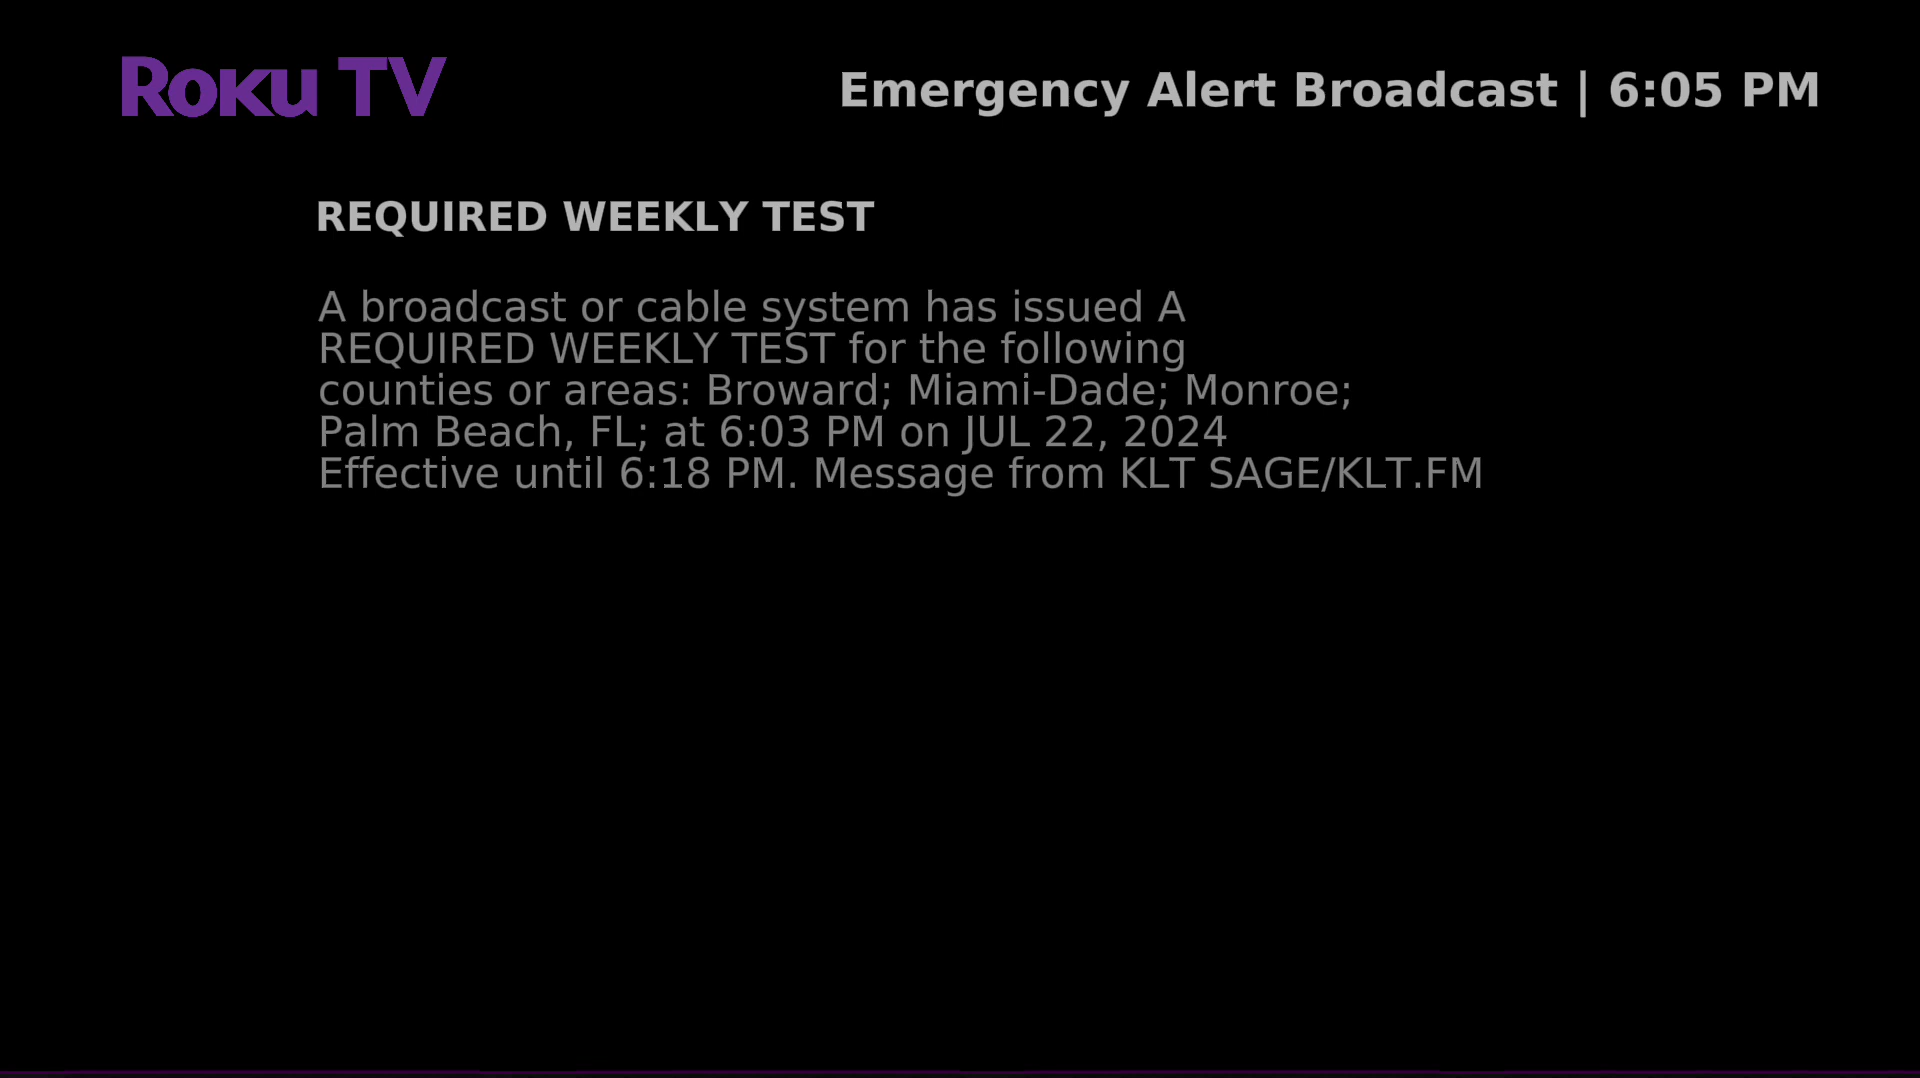 Roku TV
Emergency Alert Broadcast | 6:05 PM
REQUIRED WEEKLY TEST
A broadcast or cable system has issued A
REQUIRED WEEKLY TEST for the following
counties or areas: Broward; Miami-Dade; Monroe;
Palm Beach, FL; at 6:03 PM on JUL 22, 2024
Effective until 6:18 PM. Message from KLT SAGE/KLT.FM